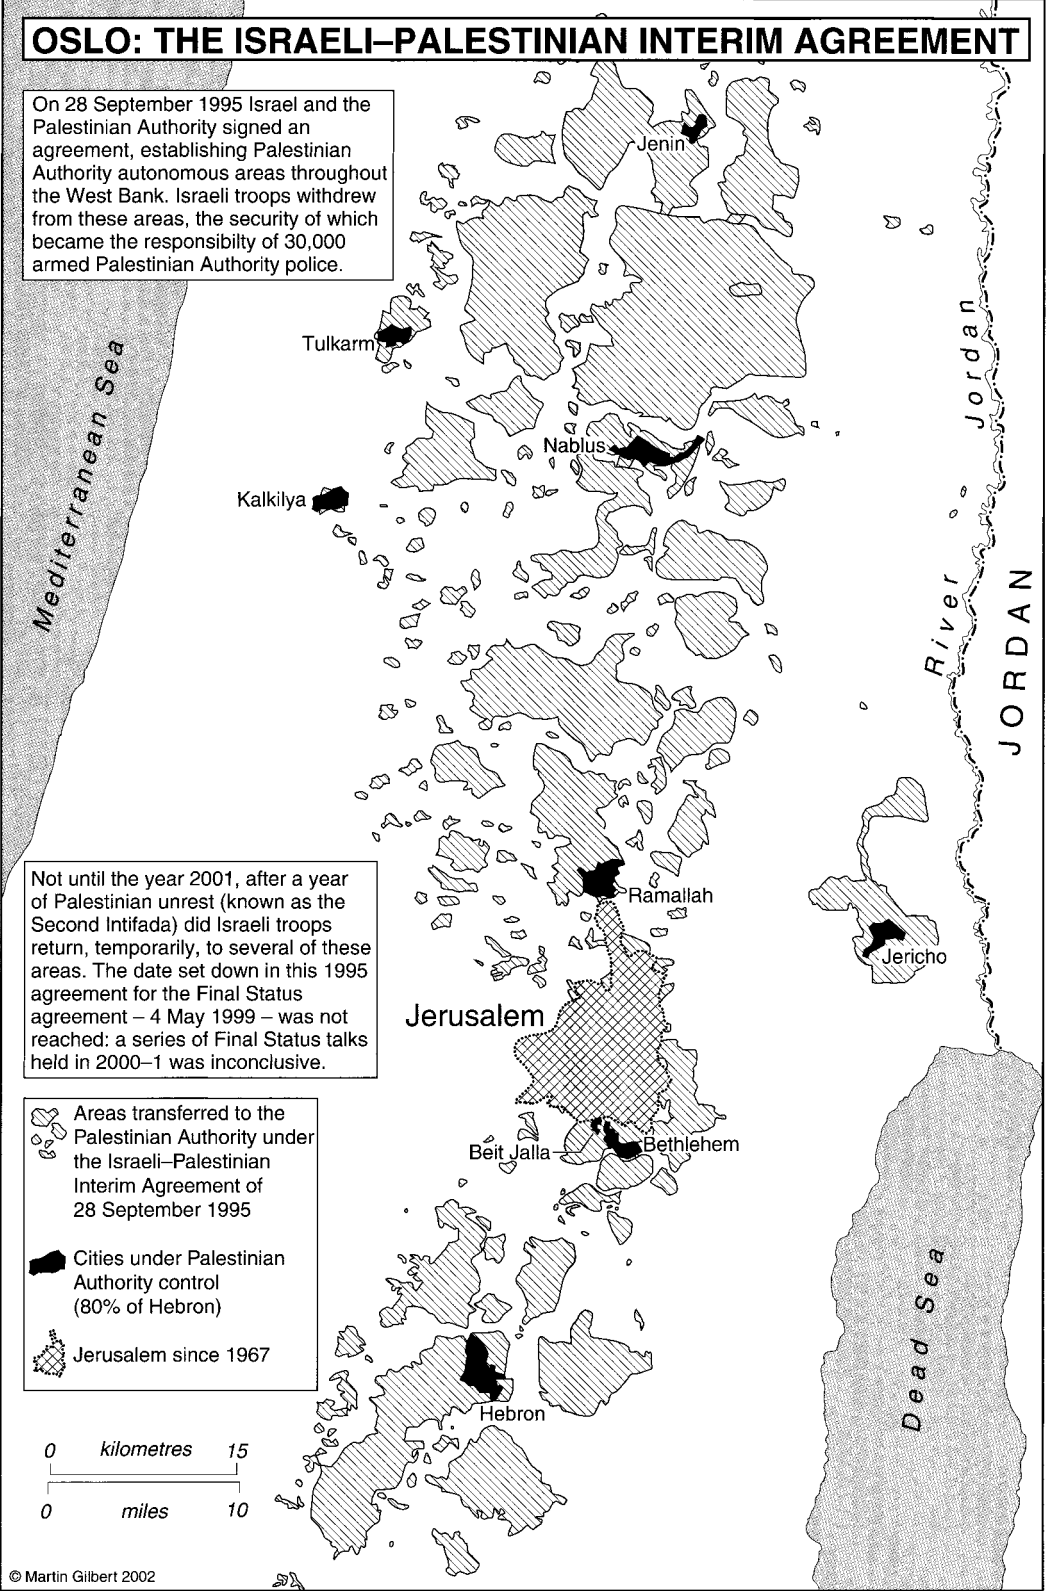 OSLO: THE ISRAELI–PALESTINIAN INTERIM AGREEMENT
On 28 September 1995 Israel and the
Palestinian Authority signed an
agreement, establishing Palestinian
Authority autonomous areas throughout
the West Bank. Israeli troops withdrew
from these areas, the security of which
became the responsibilty of 30,000
armed Palestinian Authority police.
Jenin
Tulkarm
Mediterranean Sea
Nablus
Kalkilya
River Jordan
JORDAN
Not until the year 2001, after a year
of Palestinian unrest (known as the
Second Intifada) did Israeli troops
return, temporarily, to several of these
areas. The date set down in this 1995
agreement for the Final Status
agreement – 4 May 1999 – was not
reached: a series of Final Status talks
held in 2000–1 was inconclusive.
Ramallah
Jericho
Jerusalem
Beit Jalla
Bethlehem
Dead Sea
Hebron
Areas transferred to the
Palestinian Authority under
the Israeli–Palestinian
Interim Agreement of
28 September 1995
Cities under Palestinian
Authority control
(80% of Hebron)
Jerusalem since 1967
0 kilometres 15
0 miles 10
© Martin Gilbert 2002